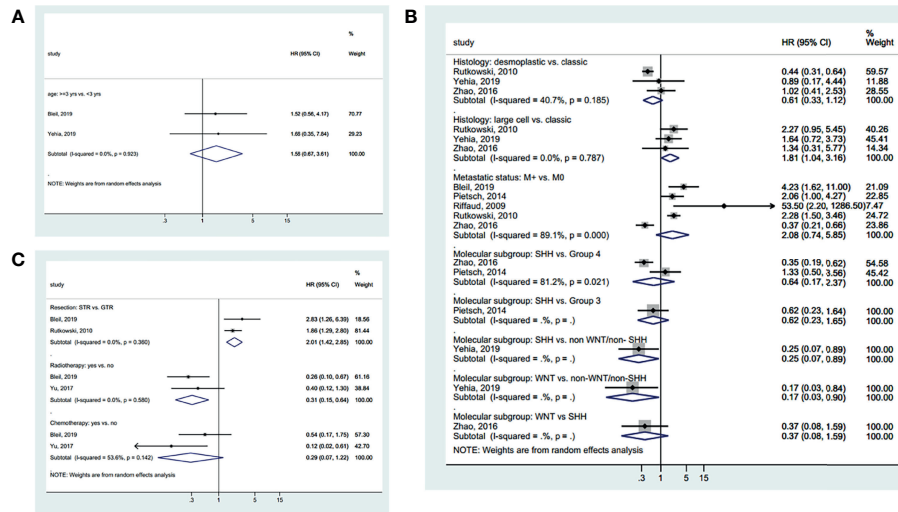 A
%
study HR (95% CI) Weight
age: >=3 yrs vs. <3 yrs
Bleil, 2019 1.52 (0.56, 4.17) 70.77
Yehia, 2019 1.66 (0.35, 7.84) 29.23
Subtotal (I-squared = 0.0%, p = 0.923) 1.56 (0.67, 3.61) 100.00
.
NOTE: Weights are from random effects analysis
.3 1 5 15
B
%
study HR (95% CI) Weight
Histology: desmoplastic vs. classic
Rutkowski, 2010 0.44 (0.31, 0.64) 59.57
Yehia, 2019 0.89 (0.17, 4.44) 11.88
Zhao, 2016 1.02 (0.41, 2.53) 28.55
Subtotal (I-squared = 40.7%, p = 0.185) 0.61 (0.33, 1.12) 100.00
.
Histology: large cell vs. classic
Rutkowski, 2010 2.27 (0.95, 5.45) 40.26
Yehia, 2019 1.64 (0.72, 3.73) 45.41
Zhao, 2016 1.34 (0.31, 5.77) 14.34
Subtotal (I-squared = 0.0%, p = 0.787) 1.81 (1.04, 3.16) 100.00
.
Metastatic status: M+ vs. M0
Bleil, 2019 4.23 (1.62, 11.00) 21.09
Pietsch, 2014 2.06 (1.00, 4.27) 22.85
Riffaud, 2009 53.50 (2.20, 1286.50) 7.47
Rutkowski, 2010 2.28 (1.50, 3.46) 24.72
Zhao, 2016 0.37 (0.21, 0.66) 23.86
Subtotal (I-squared = 89.1%, p = 0.000) 2.08 (0.74, 5.85) 100.00
.
Molecular subgroup: SHH vs. Group 4
Zhao, 2016 0.35 (0.19, 0.62) 54.58
Pietsch, 2014 1.33 (0.50, 3.56) 45.42
Subtotal (I-squared = 81.2%, p = 0.021) 0.64 (0.17, 2.37) 100.00
.
Molecular subgroup: SHH vs. Group 3
Pietsch, 2014 0.62 (0.23, 1.64) 100.00
Subtotal (I-squared = .%, p = .) 0.62 (0.23, 1.65) 100.00
.
Molecular subgroup: SHH vs. non WNT/non- SHH
Yehia, 2019 0.25 (0.07, 0.89) 100.00
Subtotal (I-squared = .%, p = .) 0.25 (0.07, 0.89) 100.00
.
Molecular subgroup: WNT vs. non-WNT/non-SHH
Yehia, 2019 0.17 (0.03, 0.84) 100.00
Subtotal (I-squared = .%, p = .) 0.17 (0.03, 0.90) 100.00
.
Molecular subgroup: WNT vs SHH
Zhao, 2016 0.37 (0.08, 1.59) 100.00
Subtotal (I-squared = .%, p = .) 0.37 (0.08, 1.59) 100.00
NOTE: Weights are from random effects analysis
.3 1 5 15
C
%
study HR (95% CI) Weight
Resection: STR vs. GTR
Bleil, 2019 2.83 (1.26, 6.39) 18.56
Rutkowski, 2010 1.86 (1.29, 2.80) 81.44
Subtotal (I-squared = 0.0%, p = 0.360) 2.01 (1.42, 2.85) 100.00
.
Radiotherapy: yes vs. no
Bleil, 2019 0.26 (0.10, 0.67) 61.16
Yu, 2017 0.40 (0.12, 1.30) 38.84
Subtotal (I-squared = 0.0%, p = 0.580) 0.31 (0.15, 0.64) 100.00
.
Chemotherapy: yes vs. no
Bleil, 2019 0.54 (0.17, 1.75) 57.30
Yu, 2017 0.12 (0.02, 0.61) 42.70
Subtotal (I-squared = 53.6%, p = 0.142) 0.29 (0.07, 1.22) 100.00
.
NOTE: Weights are from random effects analysis
.3 1 5 15